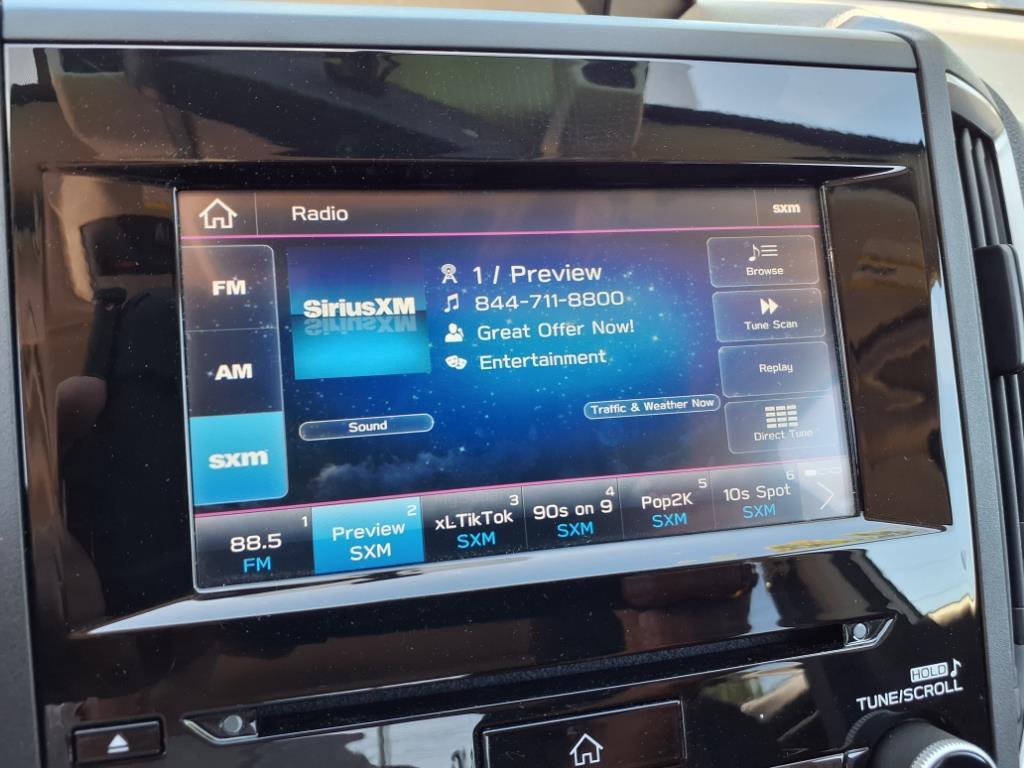 Radio
sxm
FM
AM
sxm
SiriusXM
1 / Preview
844-711-8800
Great Offer Now!
Entertainment
Browse
Tune Scan
Replay
Direct Tune
Sound
Traffic & Weather Now
1
88.5
FM
2
Preview
SXM
3
xLTikTok
SXM
4
90s on 9
SXM
5
Pop2K
SXM
6
10s Spot
SXM
HOLD
TUNE/SCROLL